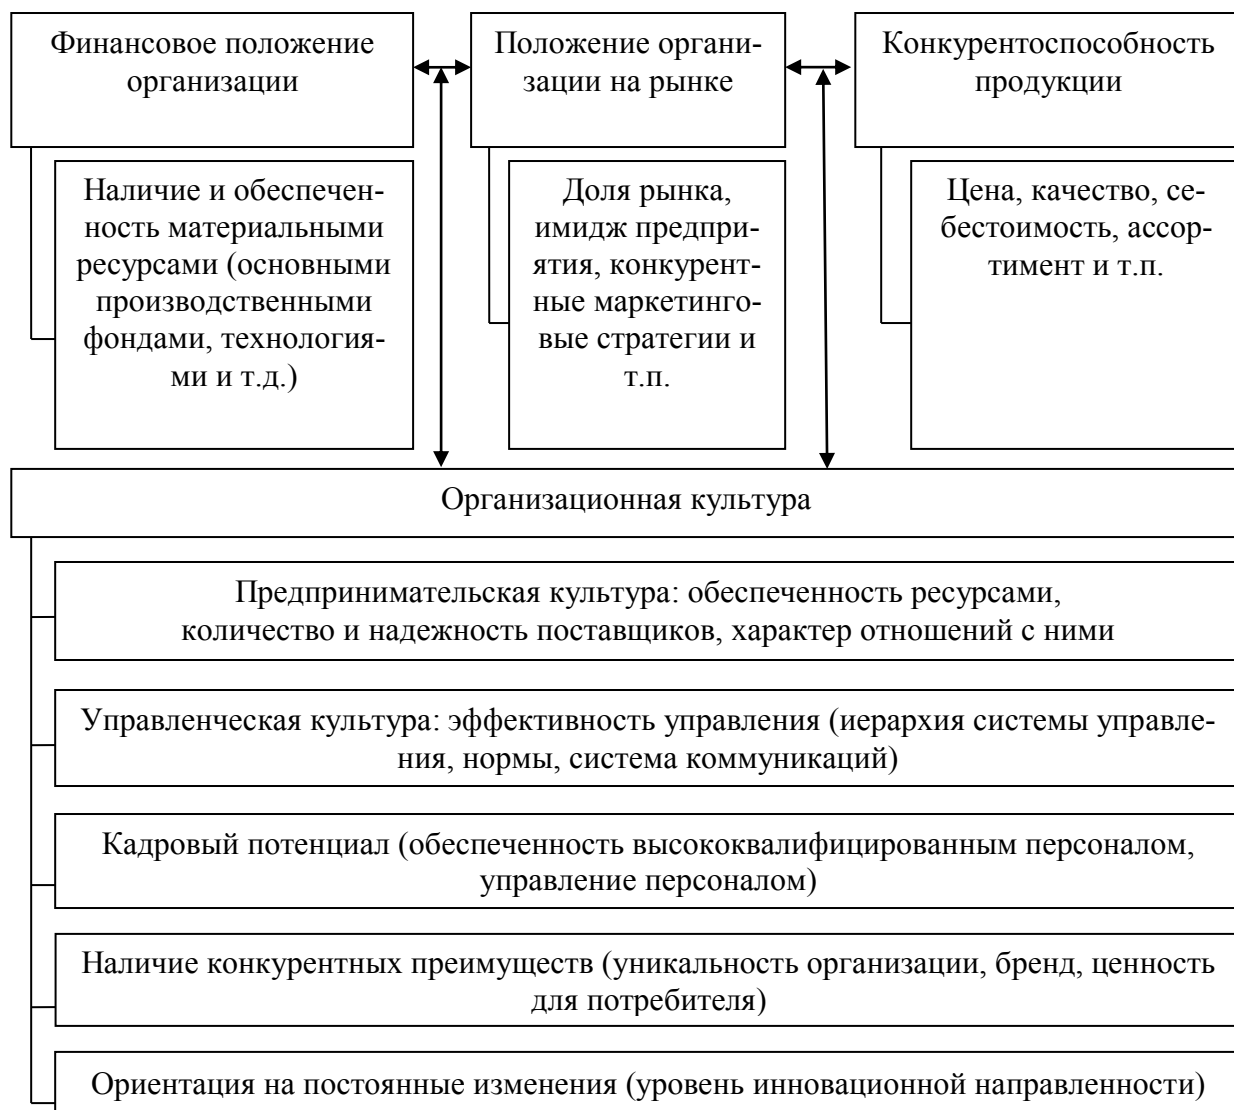 Финансовое положение
организации
Положение органи-
зации на рынке
Конкурентоспособность
продукции
Наличие и обеспечен-
ность материальными
ресурсами (основными
производственными
фондами, технология-
ми и т.д.)
Доля рынка,
имидж предпри-
ятия, конкурент-
ные маркетинго-
вые стратегии и
т.п.
Цена, качество, се-
бестоимость, ассор-
тимент и т.п.
Организационная культура
Предпринимательская культура: обеспеченность ресурсами,
количество и надежность поставщиков, характер отношений с ними
Управленческая культура: эффективность управления (иерархия системы управле-
ния, нормы, система коммуникаций)
Кадровый потенциал (обеспеченность высококвалифицированным персоналом,
управление персоналом)
Наличие конкурентных преимуществ (уникальность организации, бренд, ценность
для потребителя)
Ориентация на постоянные изменения (уровень инновационной направленности)